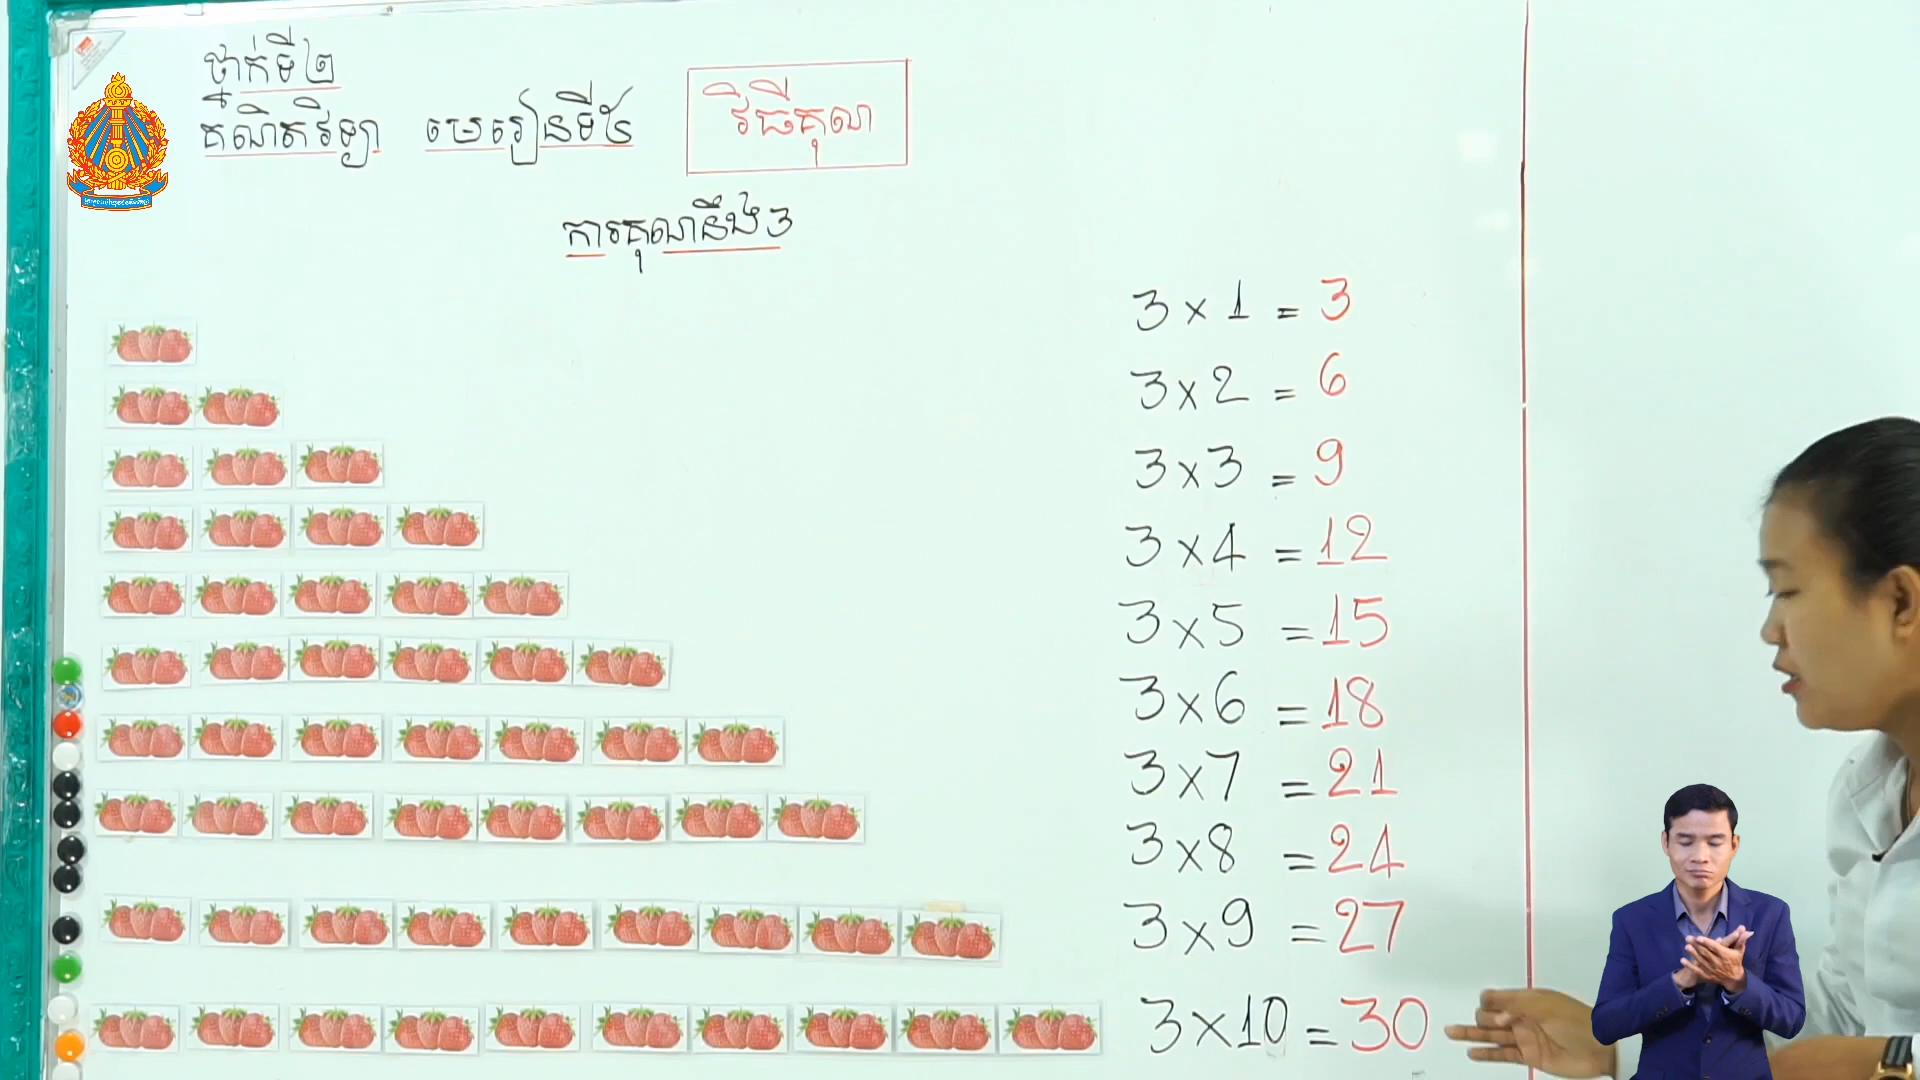 ថ្នាក់ទី២
គណិតវិទ្យា មេរៀនទី៤ វិធីគុណ
ការគុណនឹង 3
3 × 1 = 3
3 × 2 = 6
3 × 3 = 9
3 × 4 = 12
3 × 5 = 15
3 × 6 = 18
3 × 7 = 21
3 × 8 = 24
3 × 9 = 27
3 × 10 = 30